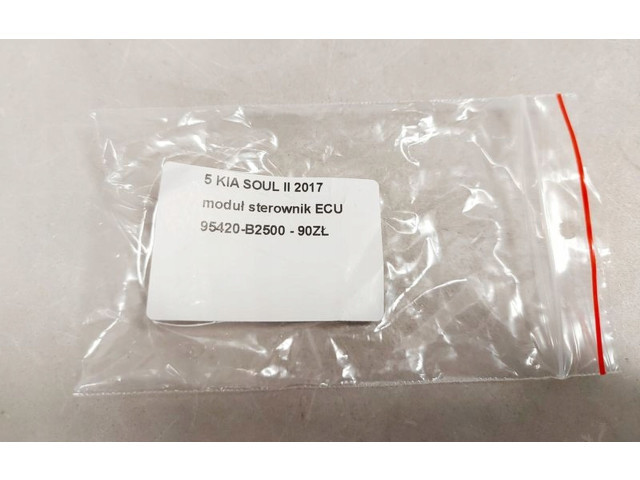 5 KIA SOUL II 2017
moduł sterownik ECU
95420-B2500 - 90ZŁ